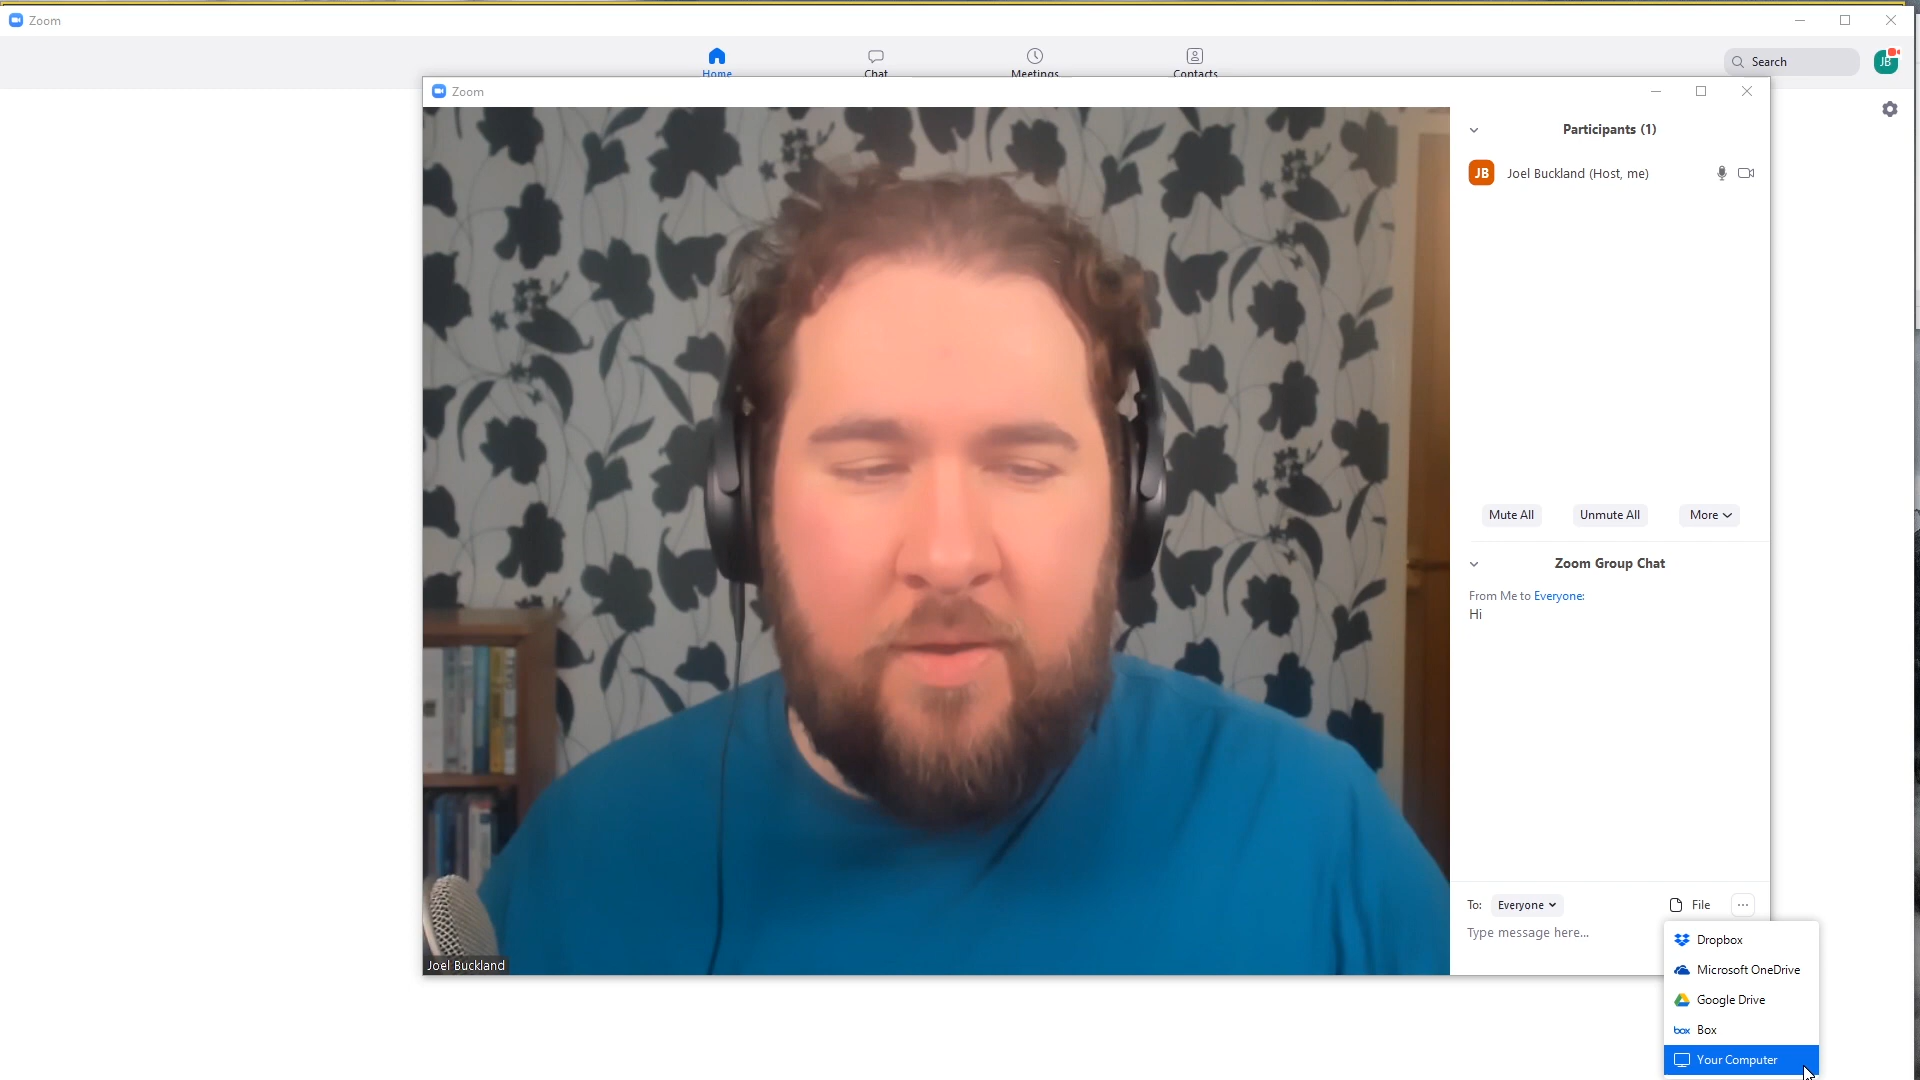 Zoom
Home
Chat
Meetings
Contacts
Search
JB
Zoom
Participants (1)
JB
Joel Buckland (Host, me)
Mute All
Unmute All
More
Zoom Group Chat
From Me to Everyone:
Hi
To:
Everyone
File
Type message here...
Joel Buckland
Dropbox
Microsoft OneDrive
Google Drive
box
Box
Your Computer